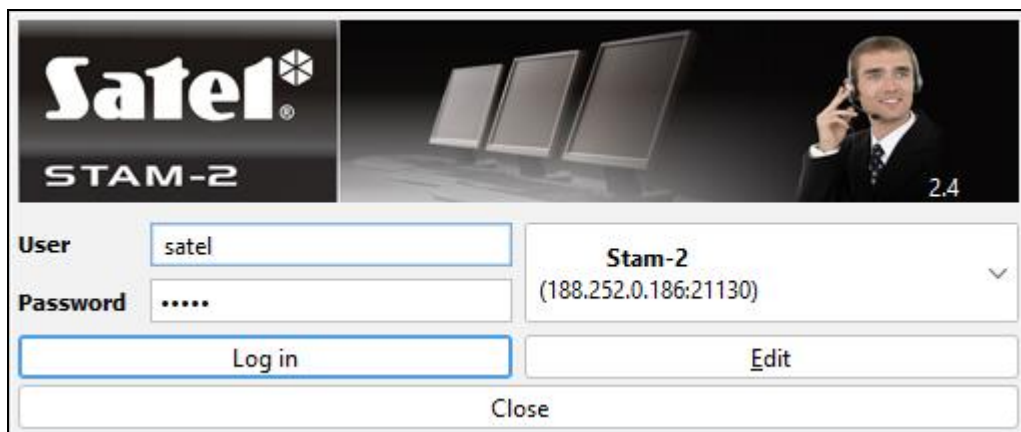 Satel®
STAM-2
2.4
User
satel
Stam-2
(188.252.0.186:21130)
Password
•••••
Log in
Edit
Close